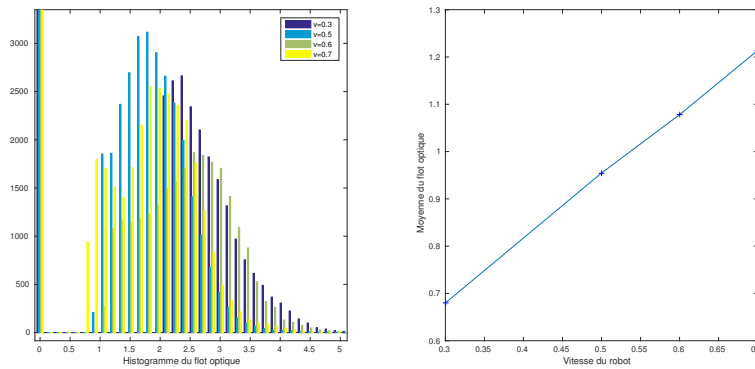 3000
2500
2000
1500
1000
500
0
v=0.3
v=0.5
v=0.6
v=0.7
0 0.5 1 1.5 2 2.5 3 3.5 4 4.5 5
Histogramme du flot optique
1.3
1.2
1.1
1
0.9
0.8
0.7
0.6
Moyenne du flot optique
0.3 0.35 0.4 0.45 0.5 0.55 0.6 0.65
Vitesse du robot